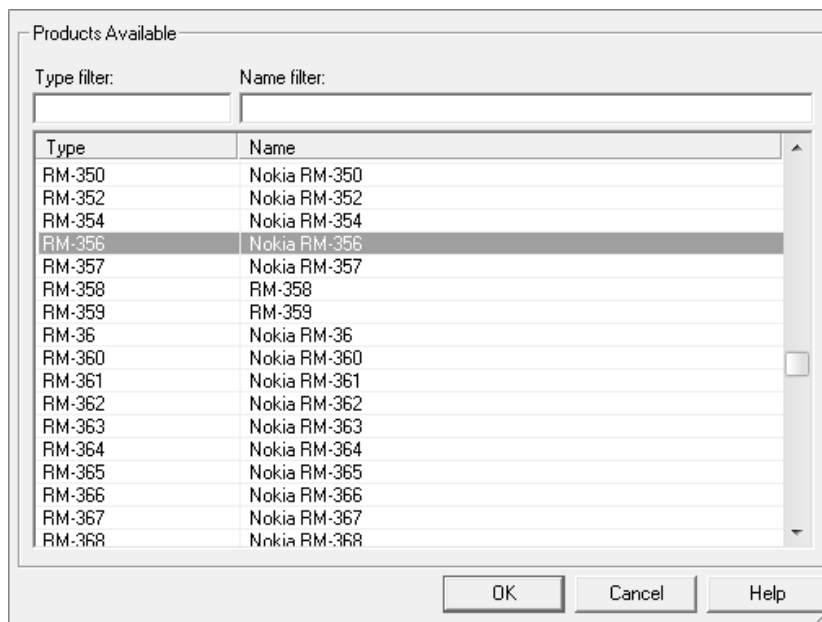 Products Available
Type filter: Name filter:
Type Name
RM-350 Nokia RM-350
RM-352 Nokia RM-352
RM-354 Nokia RM-354
RM-356 Nokia RM-356
RM-357 Nokia RM-357
RM-358 RM-358
RM-359 RM-359
RM-36 Nokia RM-36
RM-360 Nokia RM-360
RM-361 Nokia RM-361
RM-362 Nokia RM-362
RM-363 Nokia RM-363
RM-364 Nokia RM-364
RM-365 Nokia RM-365
RM-366 Nokia RM-366
RM-367 Nokia RM-367
RM-368 Nokia RM-368
OK Cancel Help